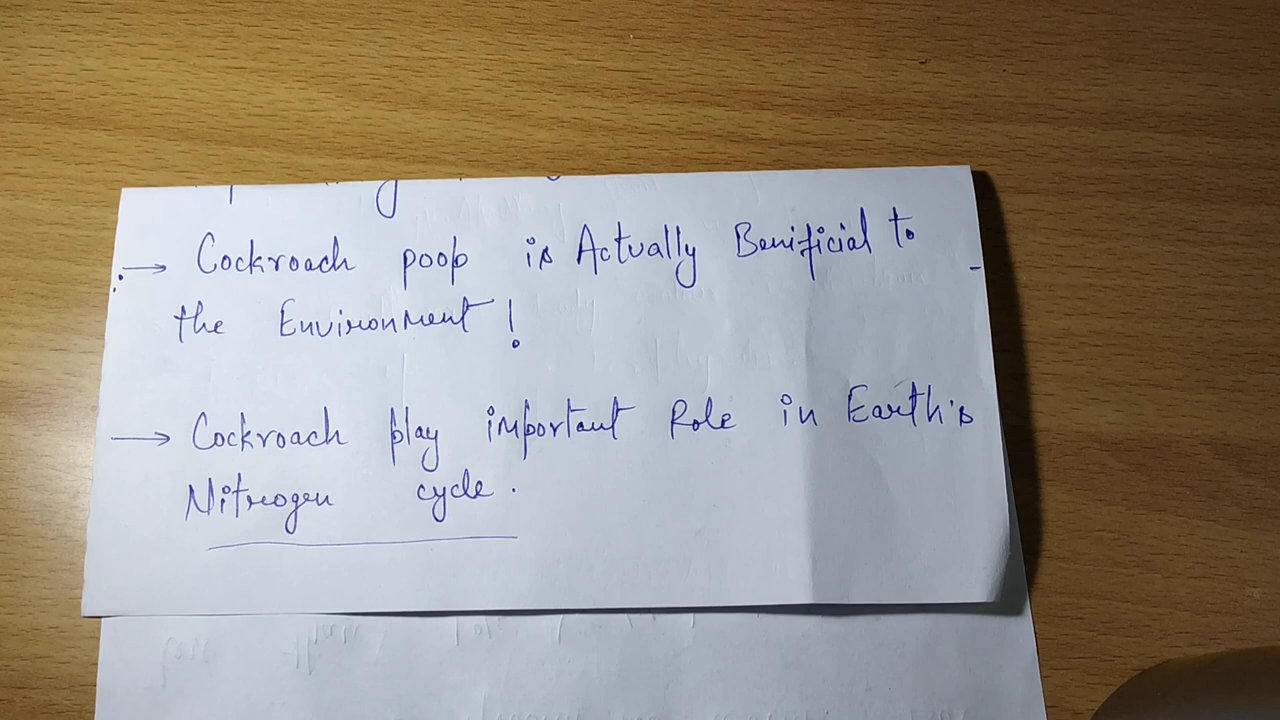 → Cockroach poop is Actually Benificial to
the Environment!
→ Cockroach play important Role in Earth's
Nitrogen cycle.